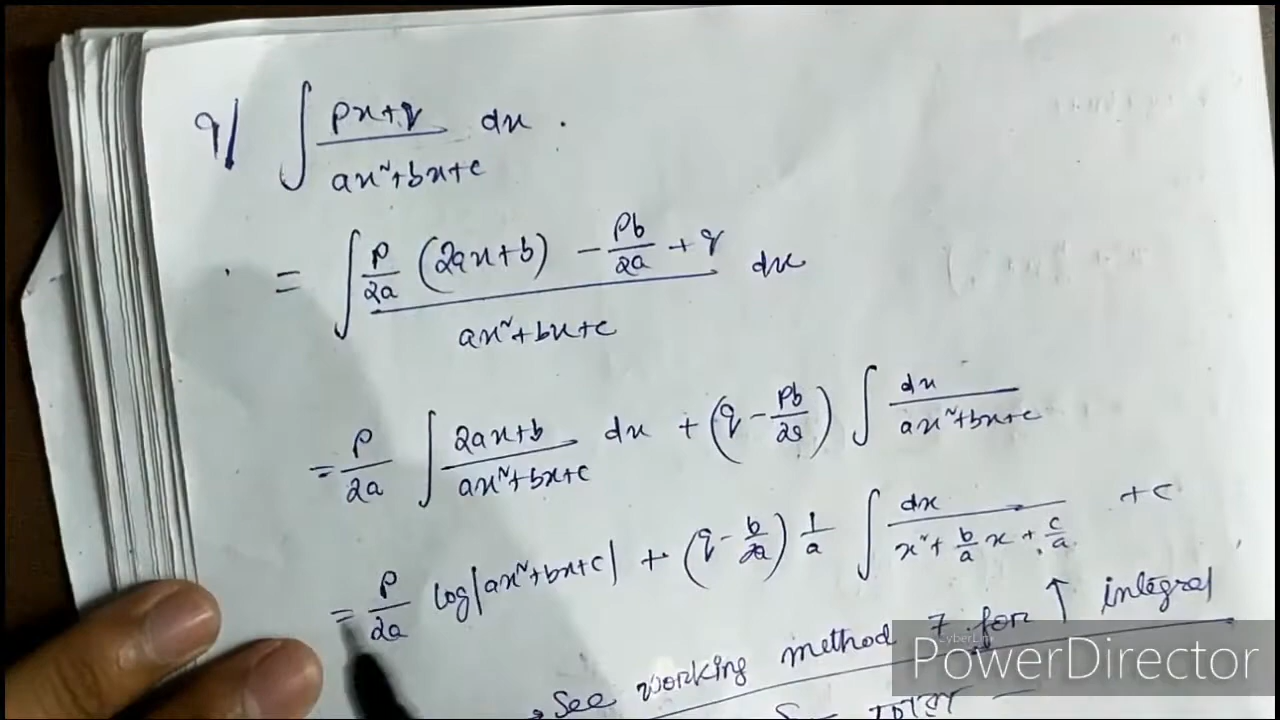 9/ ∫ px+q / ax²+bx+c dx .
= ∫ p/2a (2ax+b) - pb/2a + q / ax²+bx+c dx
= p/2a ∫ 2ax+b / ax²+bx+c dx + (q - pb/2a) ∫ dx / ax²+bx+c
= p/2a log|ax²+bx+c| + (q - b/2a) 1/a ∫ dx / x²+ b/a x + c/a + c
See working method 7 for ↑ integral
CyberLink
PowerDirector